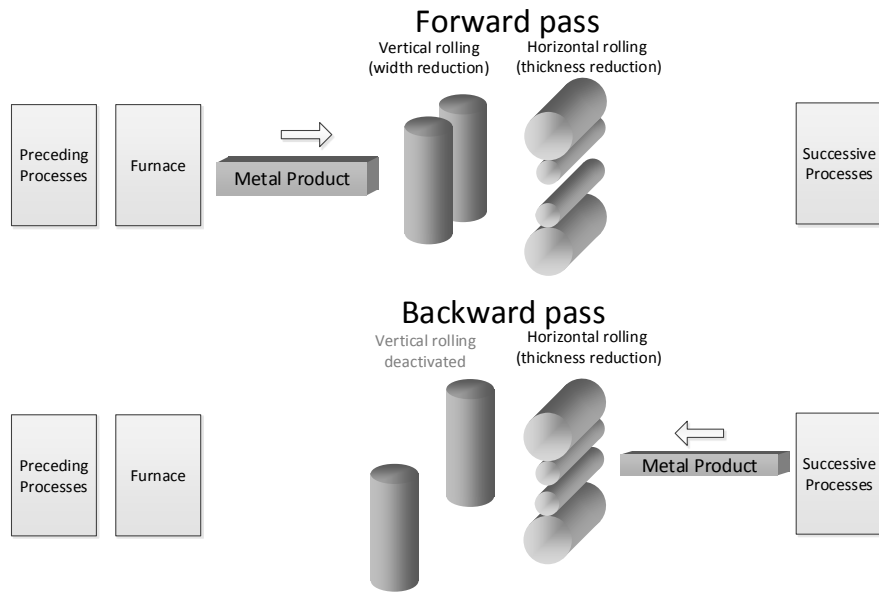 Forward pass
Vertical rolling
(width reduction)
Horizontal rolling
(thickness reduction)
Preceding
Processes
Furnace
Metal Product
Successive
Processes
Backward pass
Vertical rolling
deactivated
Horizontal rolling
(thickness reduction)
Preceding
Processes
Furnace
Metal Product
Successive
Processes